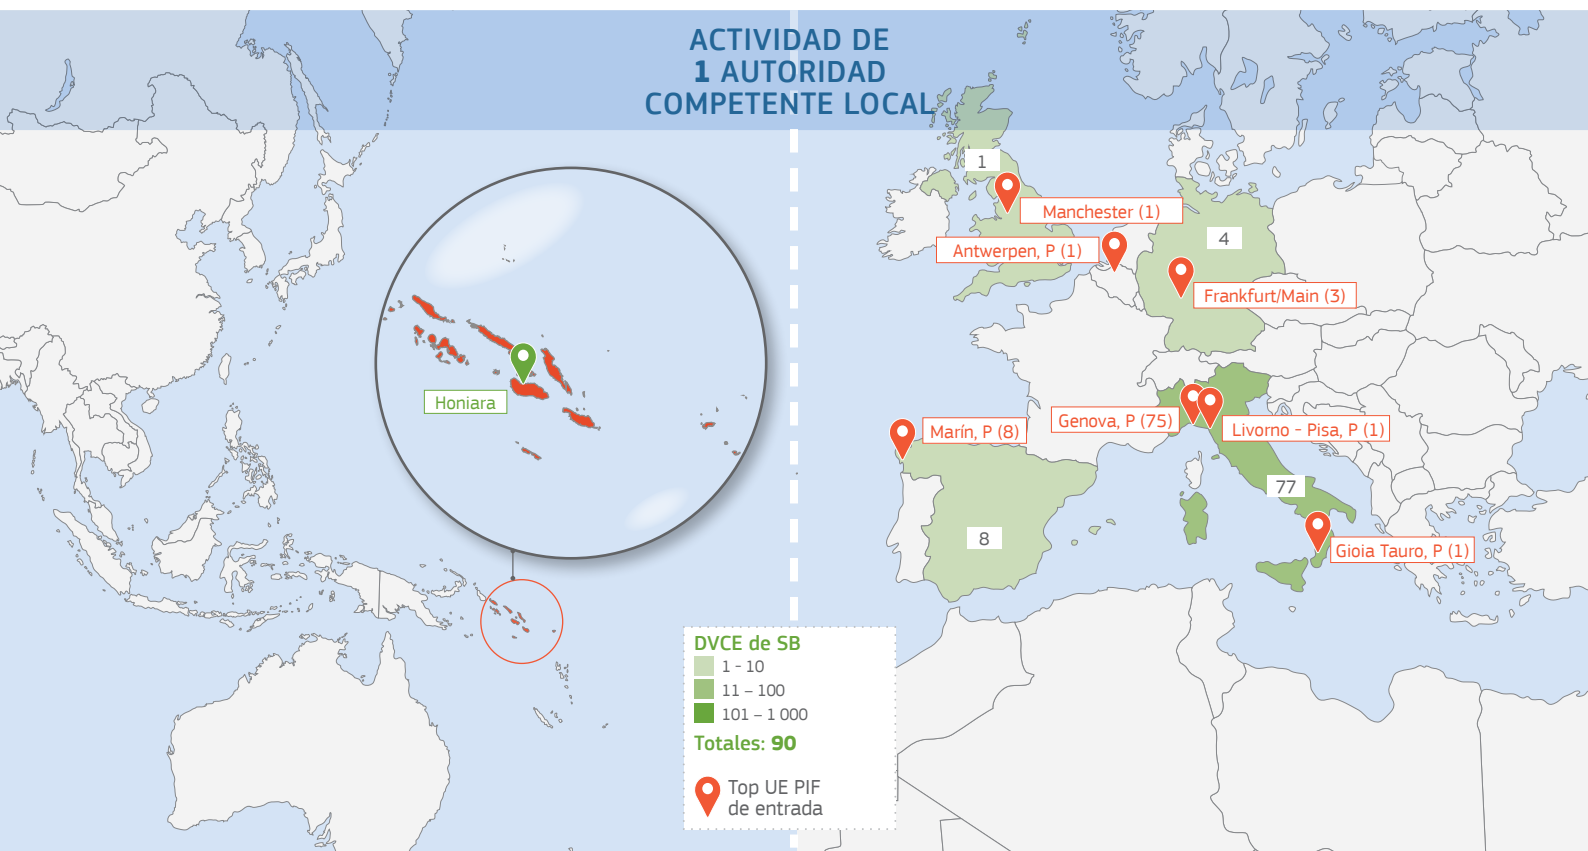 ACTIVIDAD DE
1 AUTORIDAD
COMPETENTE LOCAL
1
Manchester (1)
4
Antwerpen, P (1)
Frankfurt/Main (3)
Honiara
Genova, P (75)
Livorno - Pisa, P (1)
Marín, P (8)
77
8
Gioia Tauro, P (1)
DVCE de SB
1 - 10
11 – 100
101 – 1 000
Totales: 90
Top UE PIF
de entrada